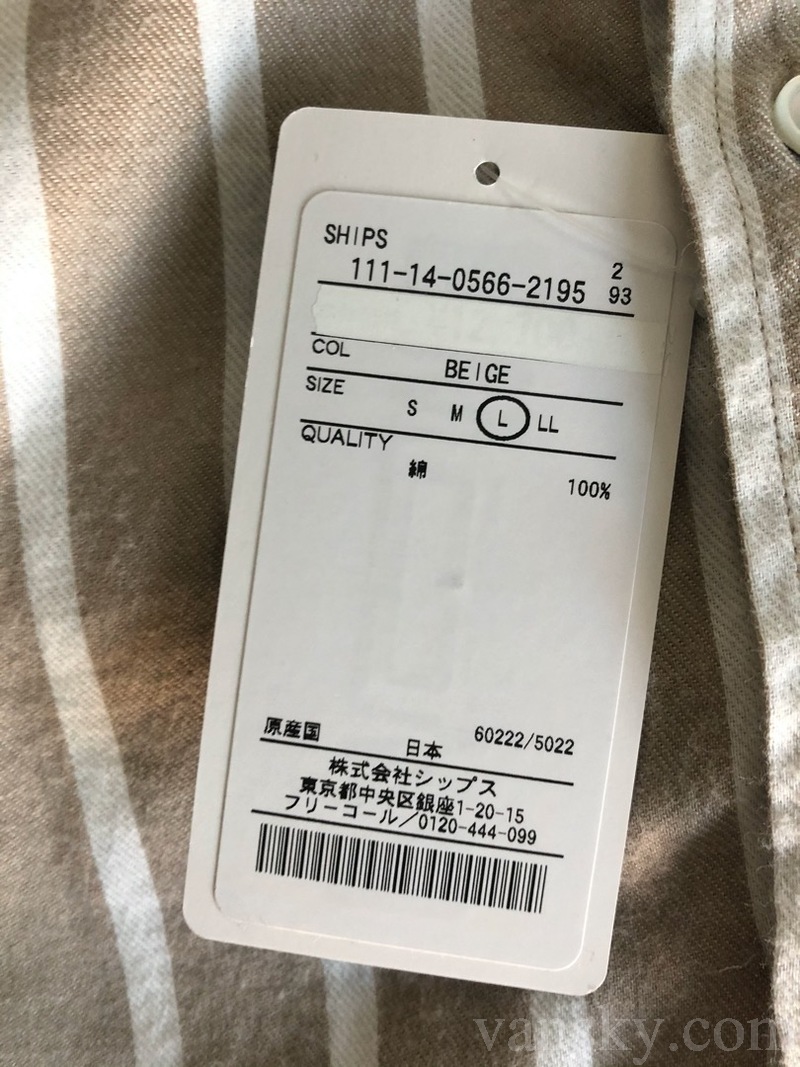 SHIPS
111-14-0566-2195 2 93
COL BEIGE
SIZE S M L LL
QUALITY
綿 100%
原産国 日本 60222/5022
株式会社シップス
東京都中央区銀座1-20-15
フリーコール/0120-444-099
vansky.com